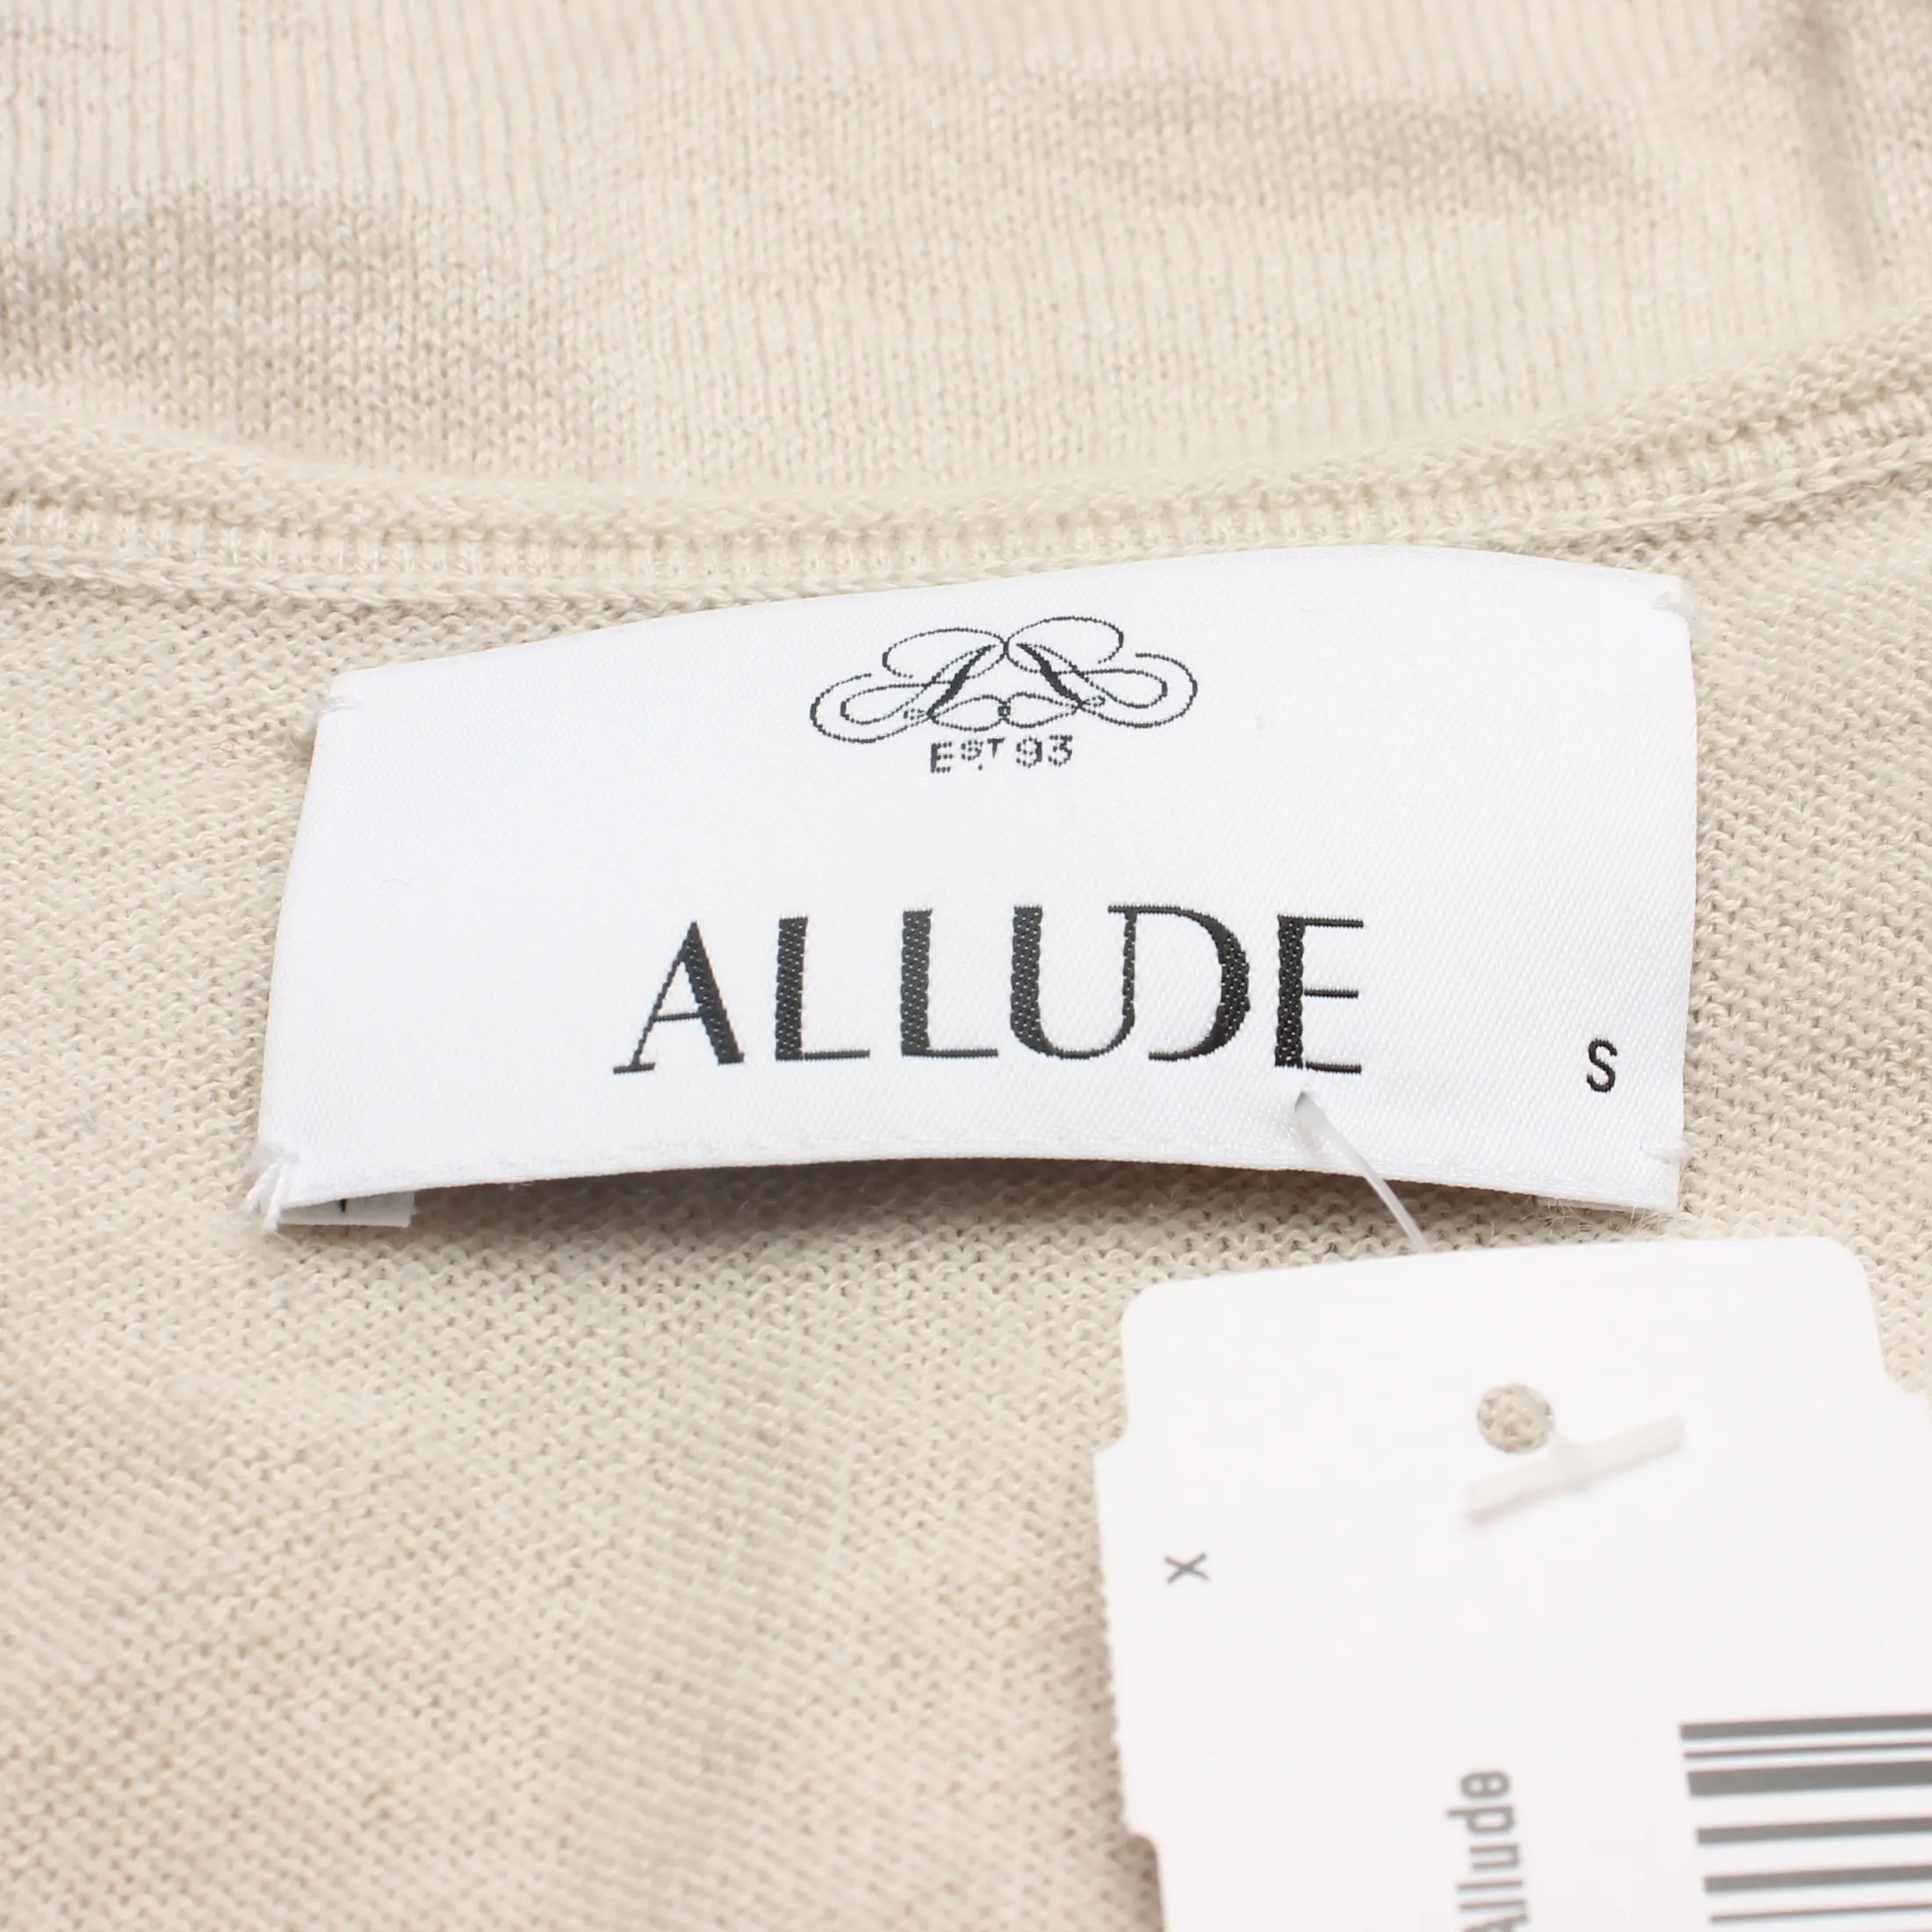 EST. 93
ALLUDE
S
X
Allude